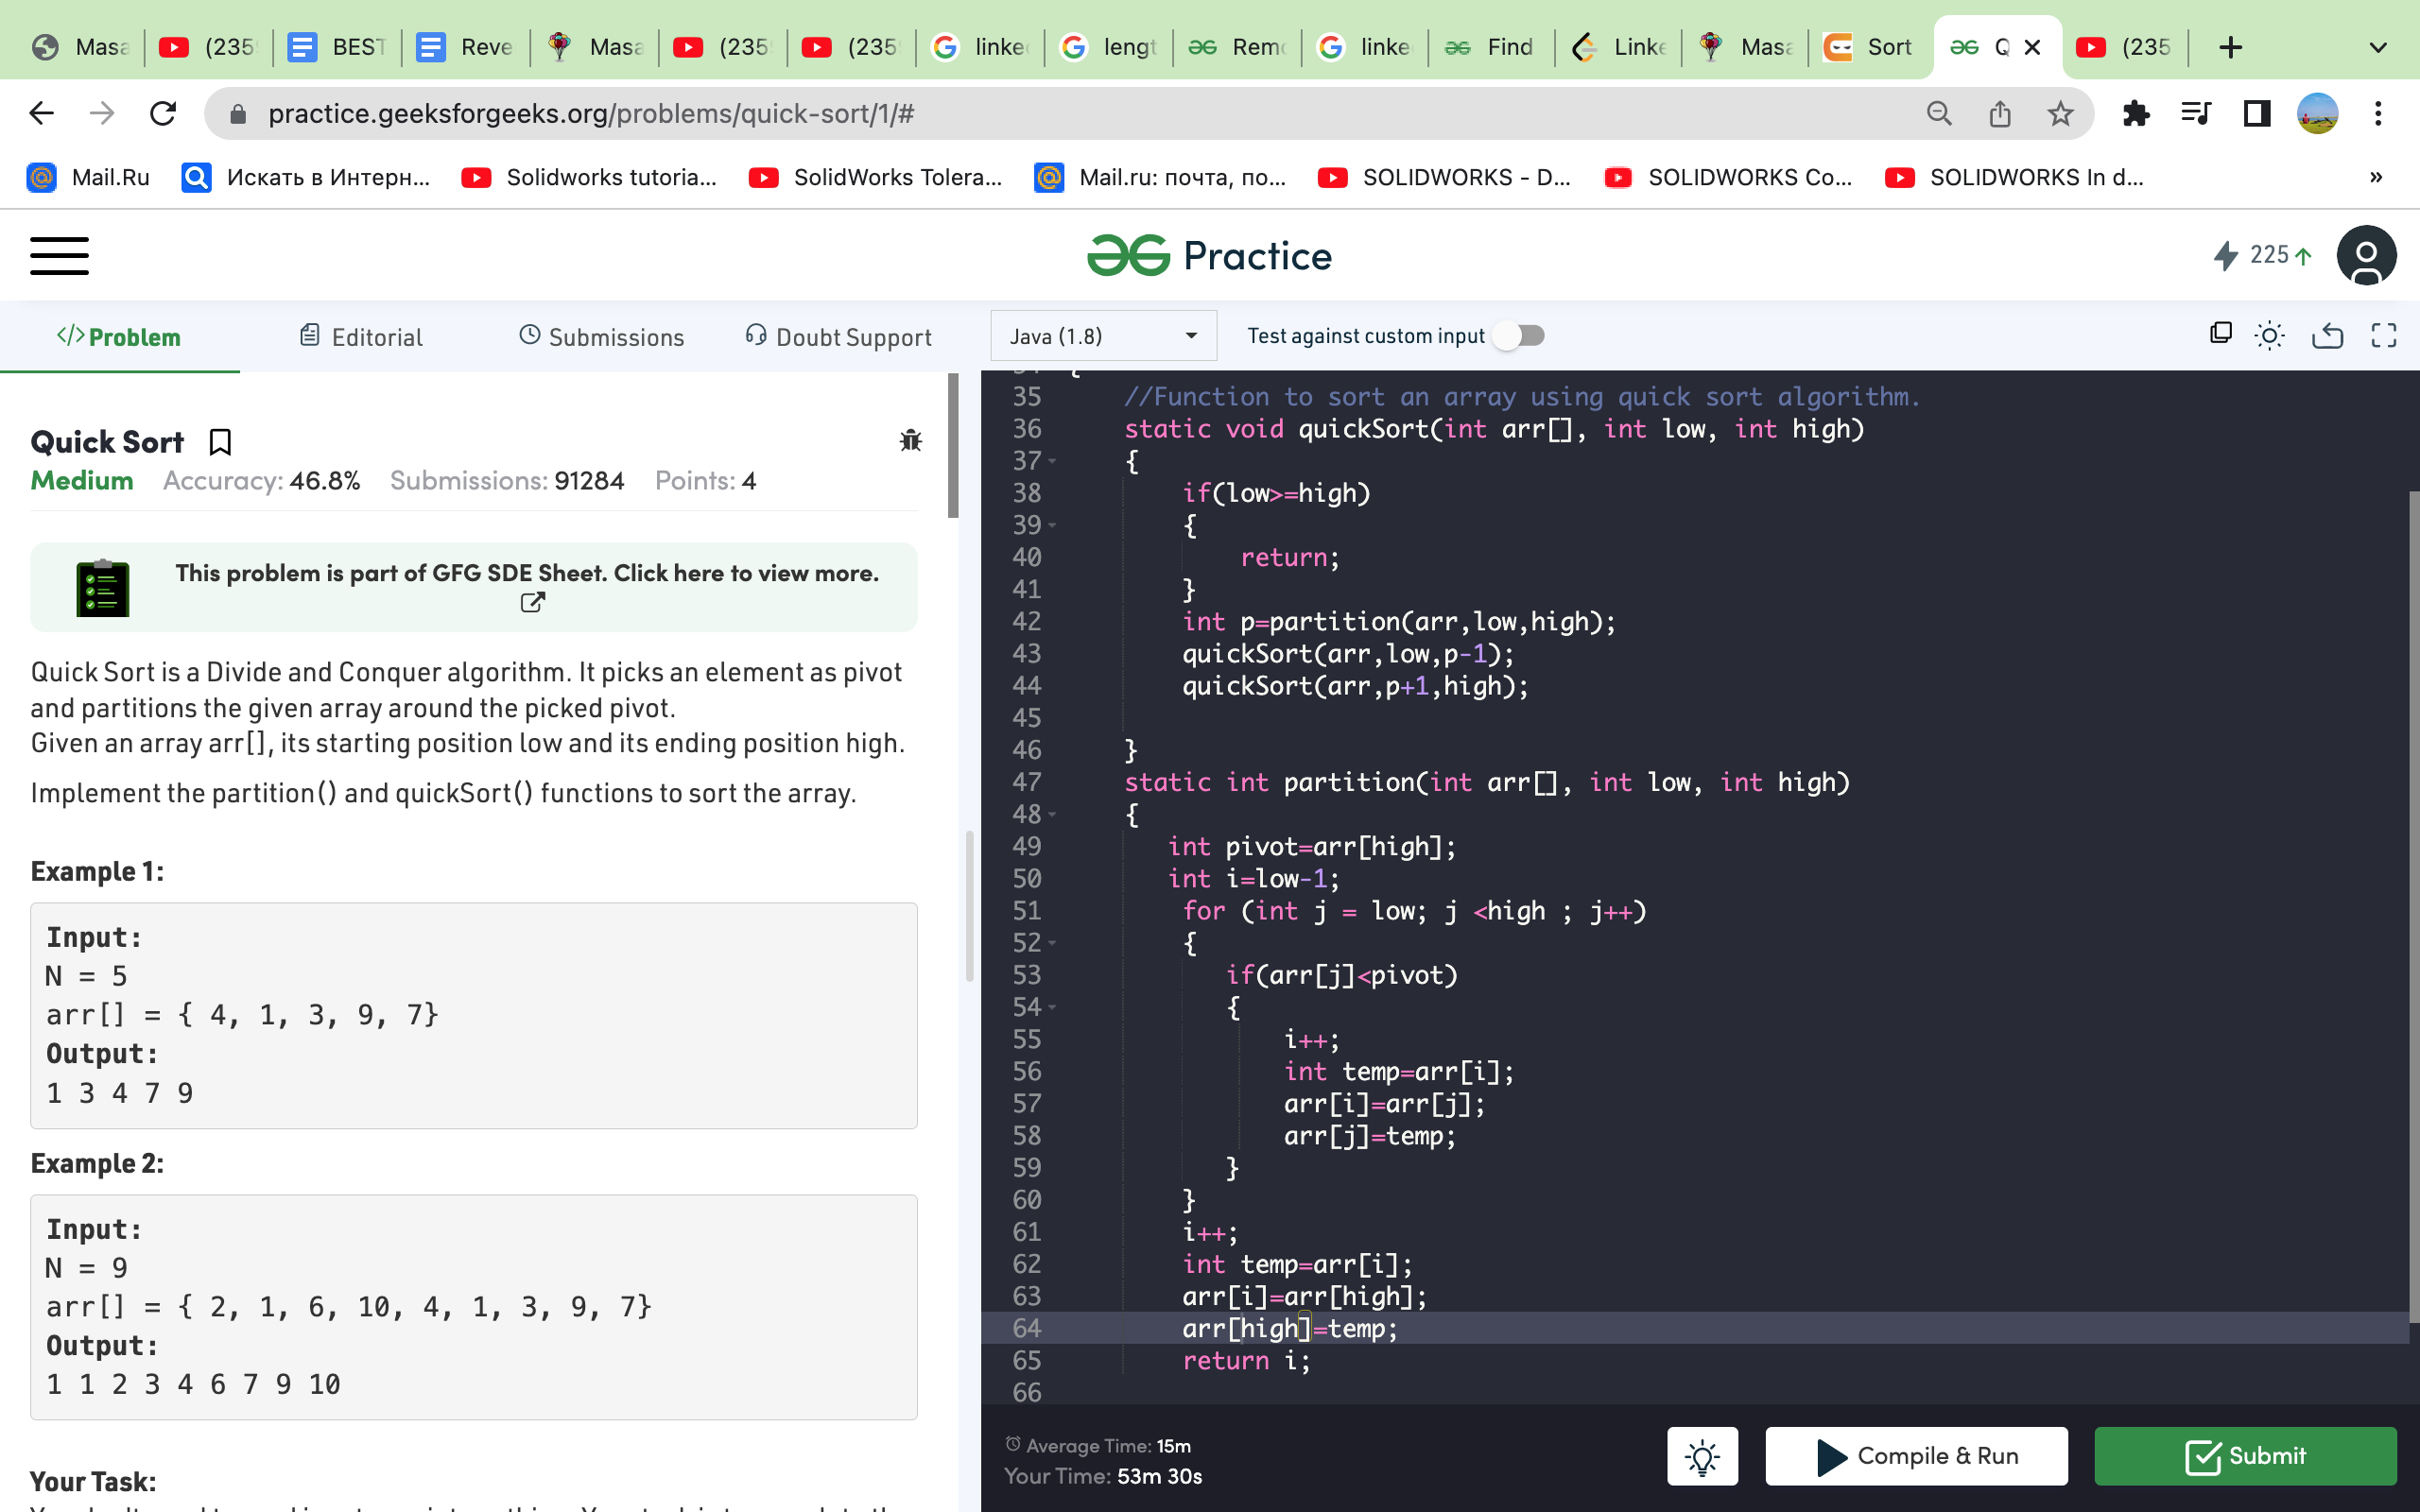 Masa (235 BEST Reve Masa (235 (235 linke lengt Remo linke Find Linke Masa Sort Q (235
practice.geeksforgeeks.org/problems/quick-sort/1/#
Mail.Ru Искать в Интерн... Solidworks tutoria... SolidWorks Tolera... Mail.ru: почта, по... SOLIDWORKS - D... SOLIDWORKS Co... SOLIDWORKS In d... »
Practice
225
</> Problem Editorial Submissions Doubt Support
Quick Sort
Medium Accuracy: 46.8% Submissions: 91284 Points: 4
This problem is part of GFG SDE Sheet. Click here to view more.
Quick Sort is a Divide and Conquer algorithm. It picks an element as pivot
and partitions the given array around the picked pivot.
Given an array arr[], its starting position low and its ending position high.
Implement the partition() and quickSort() functions to sort the array.
Example 1:
Input:
N = 5
arr[] = { 4, 1, 3, 9, 7}
Output:
1 3 4 7 9
Example 2:
Input:
N = 9
arr[] = { 2, 1, 6, 10, 4, 1, 3, 9, 7}
Output:
1 1 2 3 4 6 7 9 10
Your Task:
Java (1.8) Test against custom input
35 //Function to sort an array using quick sort algorithm.
36 static void quickSort(int arr[], int low, int high)
37 {
38 if(low>=high)
39 {
40 return;
41 }
42 int p=partition(arr,low,high);
43 quickSort(arr,low,p-1);
44 quickSort(arr,p+1,high);
45
46 }
47 static int partition(int arr[], int low, int high)
48 {
49 int pivot=arr[high];
50 int i=low-1;
51 for (int j = low; j <high ; j++)
52 {
53 if(arr[j]<pivot)
54 {
55 i++;
56 int temp=arr[i];
57 arr[i]=arr[j];
58 arr[j]=temp;
59 }
60 }
61 i++;
62 int temp=arr[i];
63 arr[i]=arr[high];
64 arr[high]=temp;
65 return i;
66
Average Time: 15m
Your Time: 53m 30s
Compile & Run
Submit